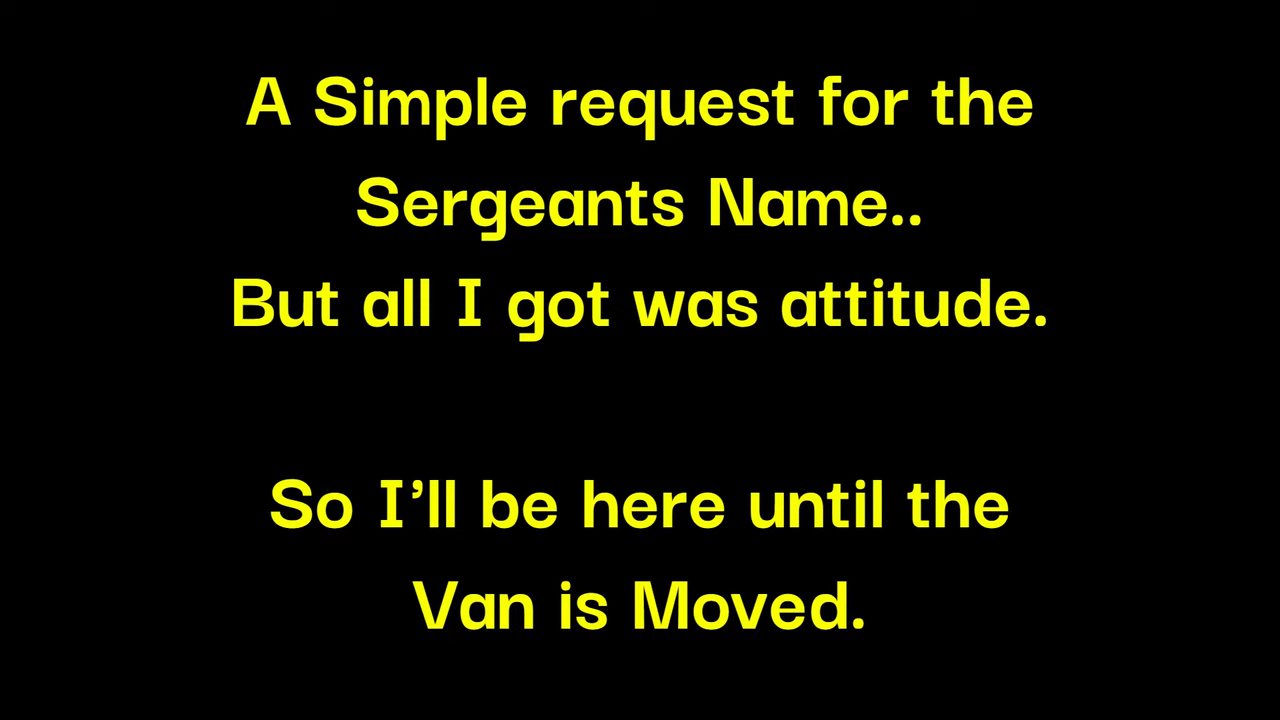 A Simple request for the
Sergeants Name..
But all I got was attitude.
So I’ll be here until the
Van is Moved.